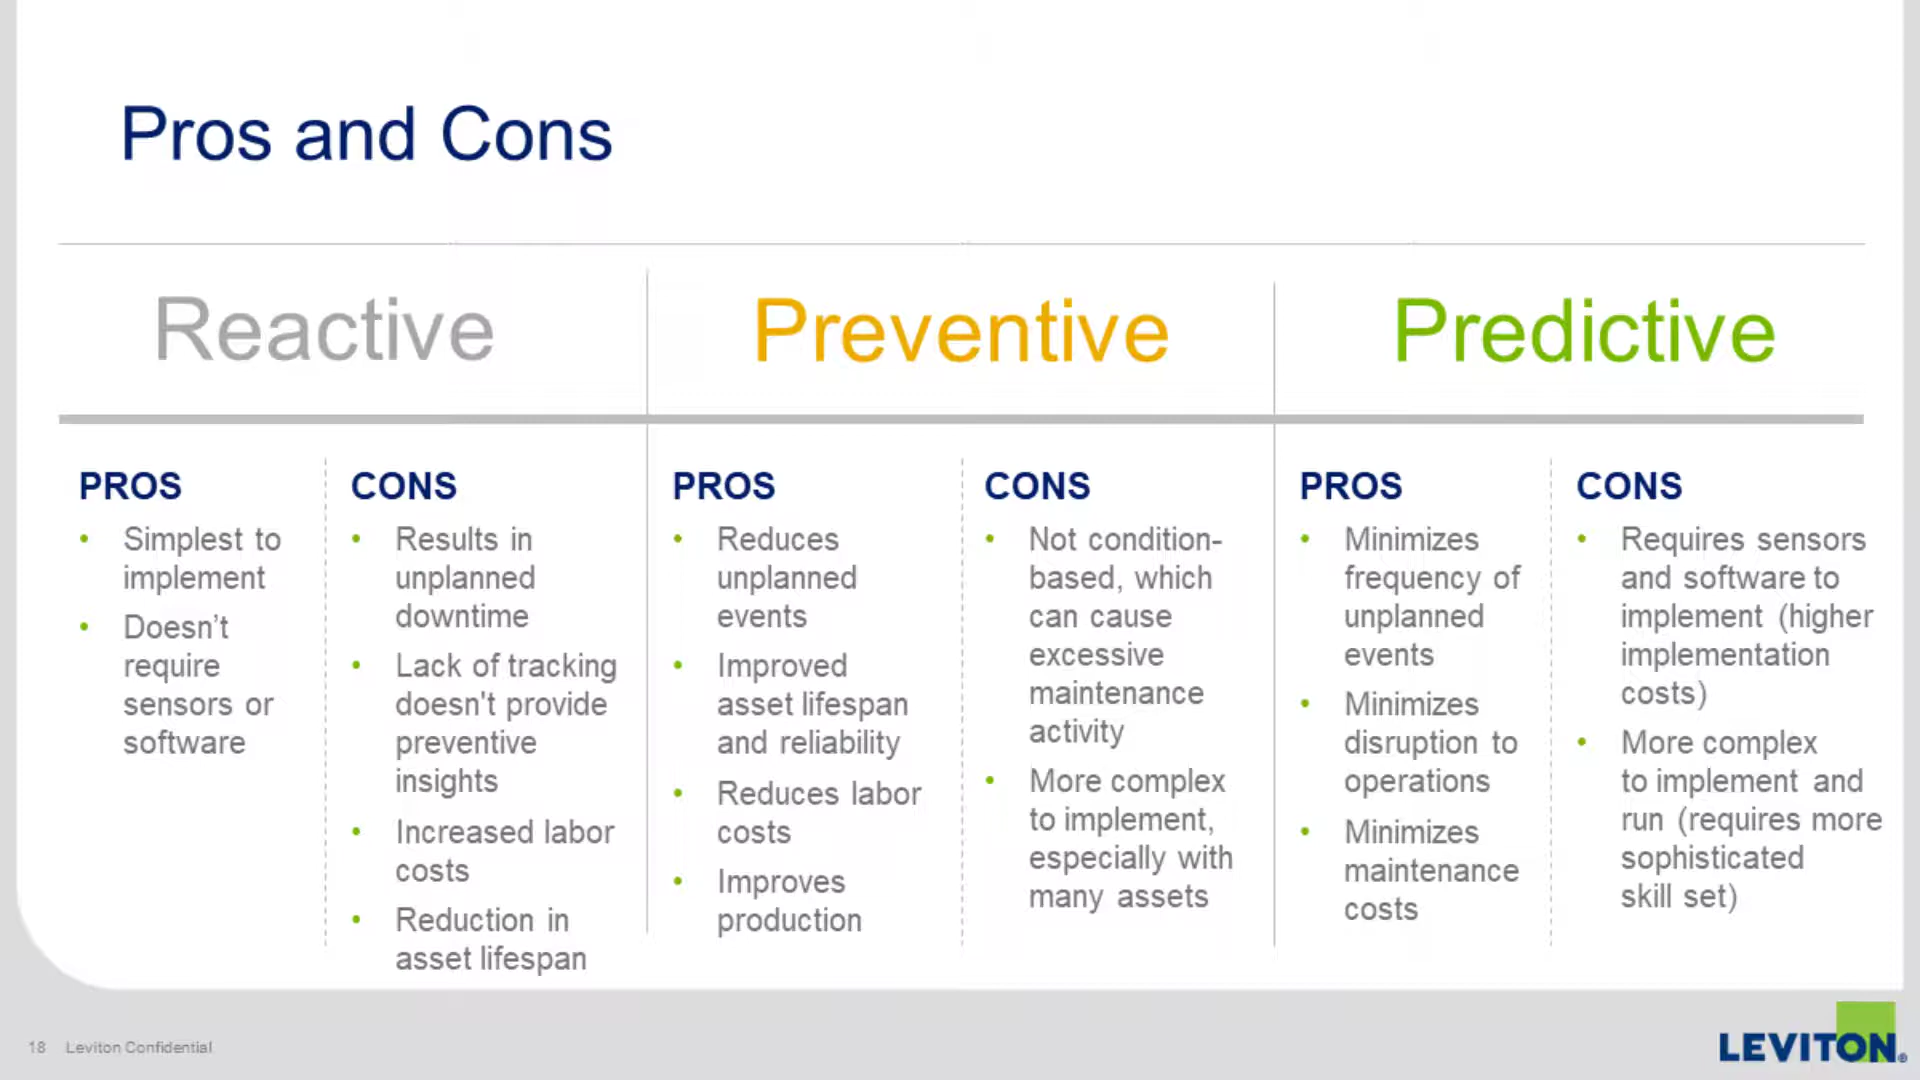 Pros and Cons
Reactive
Preventive
Predictive
PROS
• Simplest to
implement
• Doesn’t
require
sensors or
software
CONS
• Results in
unplanned
downtime
• Lack of tracking
doesn't provide
preventive
insights
• Increased labor
costs
• Reduction in
asset lifespan
PROS
• Reduces
unplanned
events
• Improved
asset lifespan
and reliability
• Reduces labor
costs
• Improves
production
CONS
• Not condition-
based, which
can cause
excessive
maintenance
activity
• More complex
to implement,
especially with
many assets
PROS
• Minimizes
frequency of
unplanned
events
• Minimizes
disruption to
operations
• Minimizes
maintenance
costs
CONS
• Requires sensors
and software to
implement (higher
implementation
costs)
• More complex
to implement and
run (requires more
sophisticated
skill set)
18 Leviton Confidential
LEVITON®